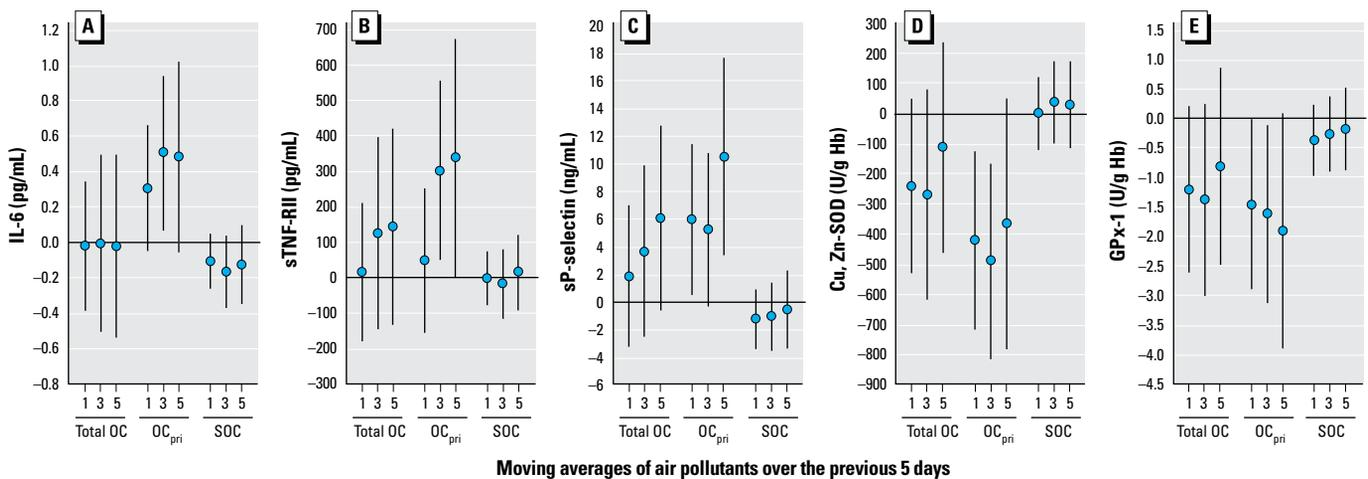 A
IL-6 (pg/mL)
1.2
1.0
0.8
0.6
0.4
0.2
0.0
–0.2
–0.4
–0.6
–0.8
1 3 5 1 3 5 1 3 5
Total OC OCpri SOC
B
sTNF-RII (pg/mL)
700
600
500
400
300
200
100
0
–100
–200
–300
1 3 5 1 3 5 1 3 5
Total OC OCpri SOC
C
sP-selectin (ng/mL)
20
18
16
14
12
10
8
6
4
2
0
–2
–4
–6
1 3 5 1 3 5 1 3 5
Total OC OCpri SOC
D
Cu, Zn-SOD (U/g Hb)
300
200
100
0
–100
–200
–300
–400
–500
–600
–700
–800
–900
1 3 5 1 3 5 1 3 5
Total OC OCpri SOC
E
GPx-1 (U/g Hb)
1.5
1.0
0.5
0.0
–0.5
–1.0
–1.5
–2.0
–2.5
–3.0
–3.5
–4.0
–4.5
1 3 5 1 3 5 1 3 5
Total OC OCpri SOC
Moving averages of air pollutants over the previous 5 days